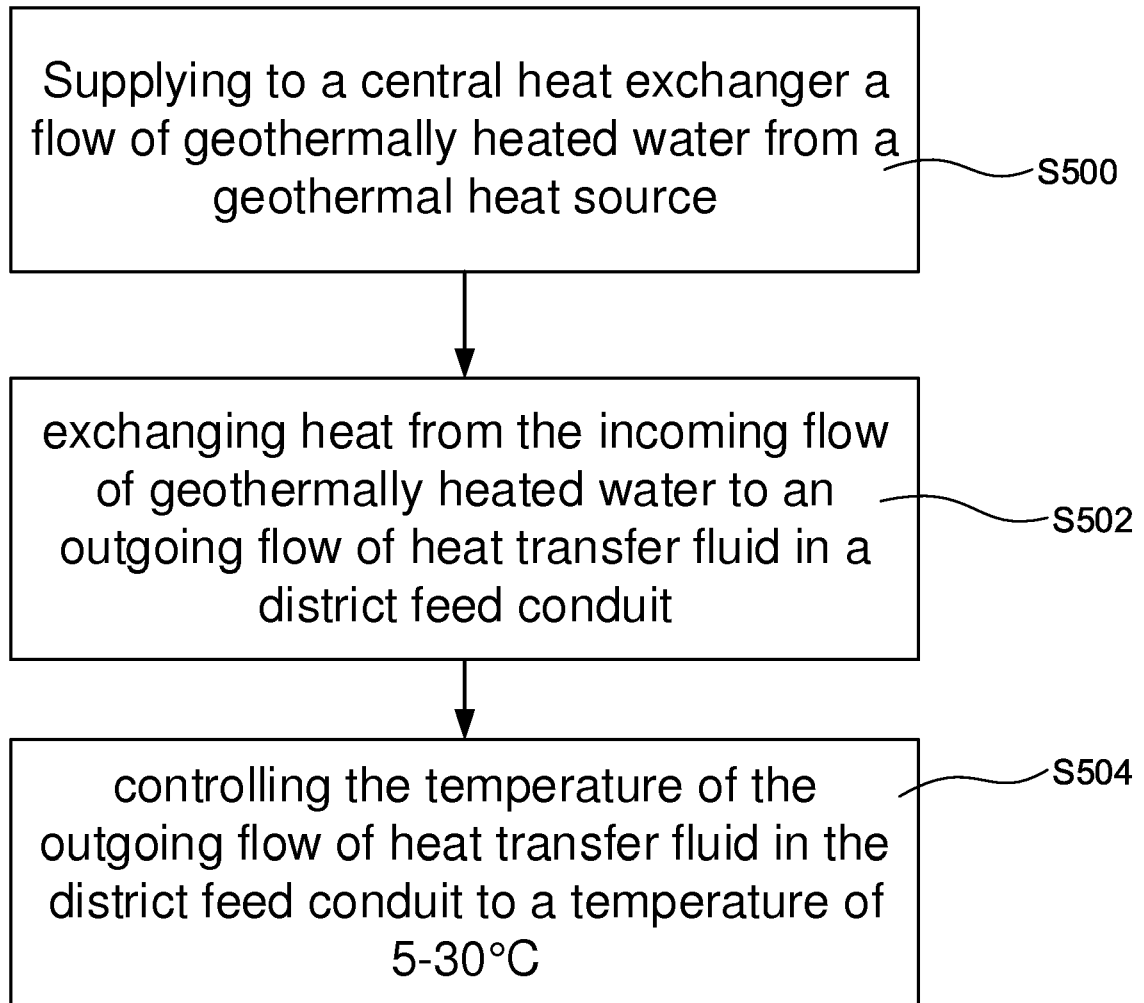 Supplying to a central heat exchanger a
flow of geothermally heated water from a
geothermal heat source
S500
exchanging heat from the incoming flow
of geothermally heated water to an
outgoing flow of heat transfer fluid in a
district feed conduit
S502
controlling the temperature of the
outgoing flow of heat transfer fluid in the
district feed conduit to a temperature of
5-30°C
S504